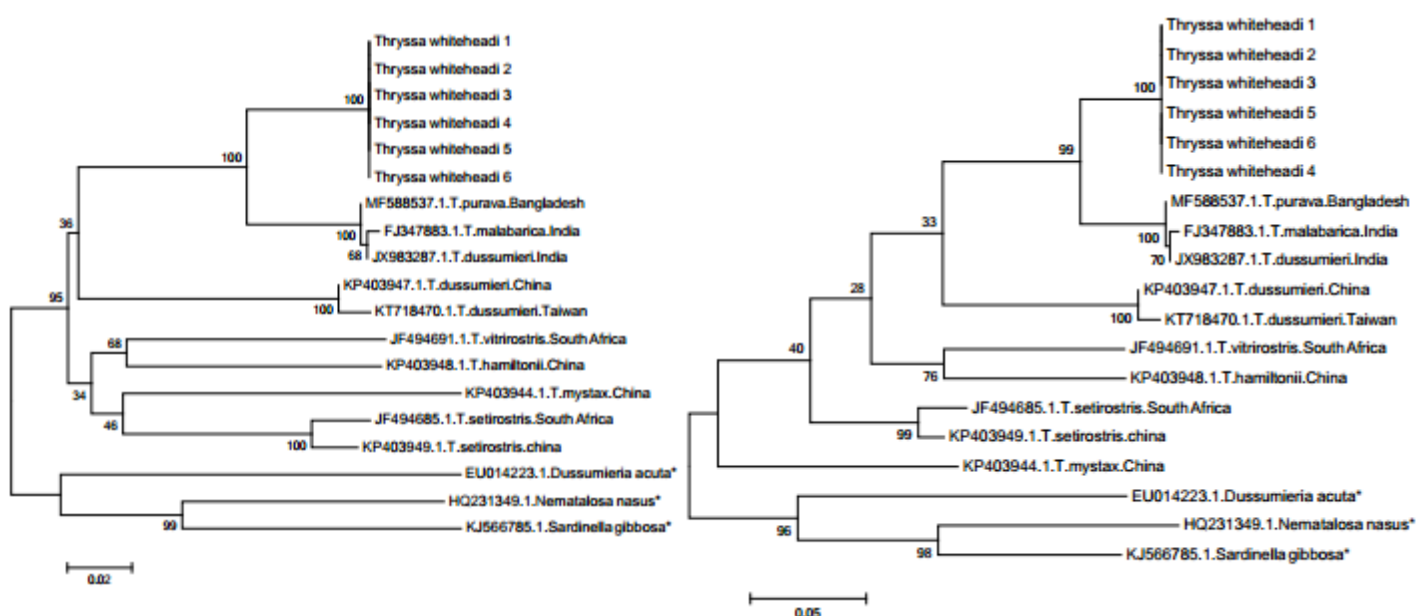 Thryssa whiteheadi 1
Thryssa whiteheadi 2
Thryssa whiteheadi 3
Thryssa whiteheadi 4
Thryssa whiteheadi 5
Thryssa whiteheadi 6
MF588537.1.T.purava.Bangladesh
FJ347883.1.T.malabarica.India
JX983287.1.T.dussumieri.India
KP403947.1.T.dussumieri.China
KT718470.1.T.dussumieri.Taiwan
JF494691.1.T.vitrirostris.South Africa
KP403948.1.T.hamiltonii.China
KP403944.1.T.mystax.China
JF494685.1.T.setirostris.South Africa
KP403949.1.T.setirostris.china
EU014223.1.Dussumieria acuta*
HQ231349.1.Nematalosa nasus*
KJ566785.1.Sardinella gibbosa*
100
100
100
68
36
100
95
68
34
46
100
99
0.02
Thryssa whiteheadi 1
Thryssa whiteheadi 2
Thryssa whiteheadi 3
Thryssa whiteheadi 5
Thryssa whiteheadi 6
Thryssa whiteheadi 4
MF588537.1.T.purava.Bangladesh
FJ347883.1.T.malabarica.India
JX983287.1.T.dussumieri.India
KP403947.1.T.dussumieri.China
KT718470.1.T.dussumieri.Taiwan
JF494691.1.T.vitrirostris.South Africa
KP403948.1.T.hamiltonii.China
JF494685.1.T.setirostris.South Africa
KP403949.1.T.setirostris.china
KP403944.1.T.mystax.China
EU014223.1.Dussumieria acuta*
HQ231349.1.Nematalosa nasus*
KJ566785.1.Sardinella gibbosa*
100
99
100
70
33
28
100
40
76
99
96
98
0.05